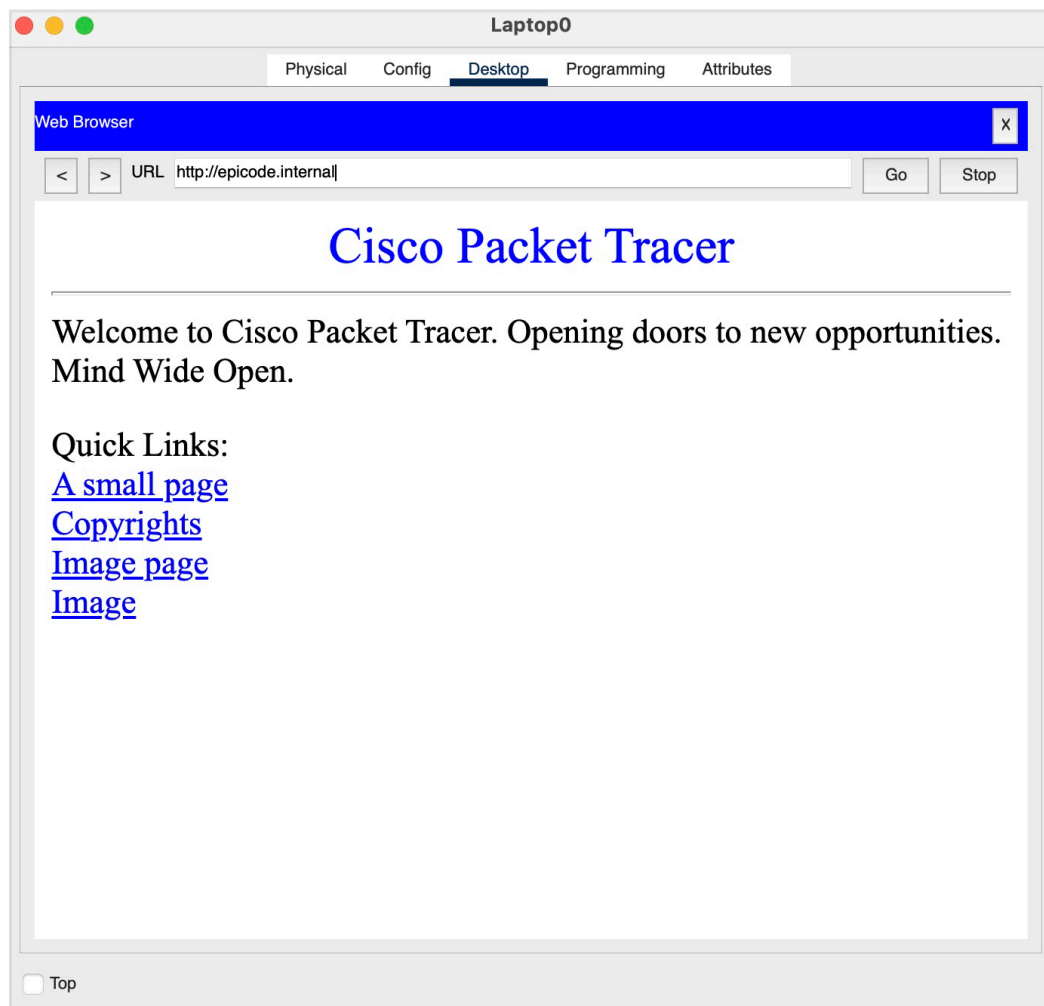 Laptop0
Physical Config Desktop Programming Attributes
Web Browser X
< > URL http://epicode.internal Go Stop
Cisco Packet Tracer
Welcome to Cisco Packet Tracer. Opening doors to new opportunities.
Mind Wide Open.
Quick Links:
A small page
Copyrights
Image page
Image
Top